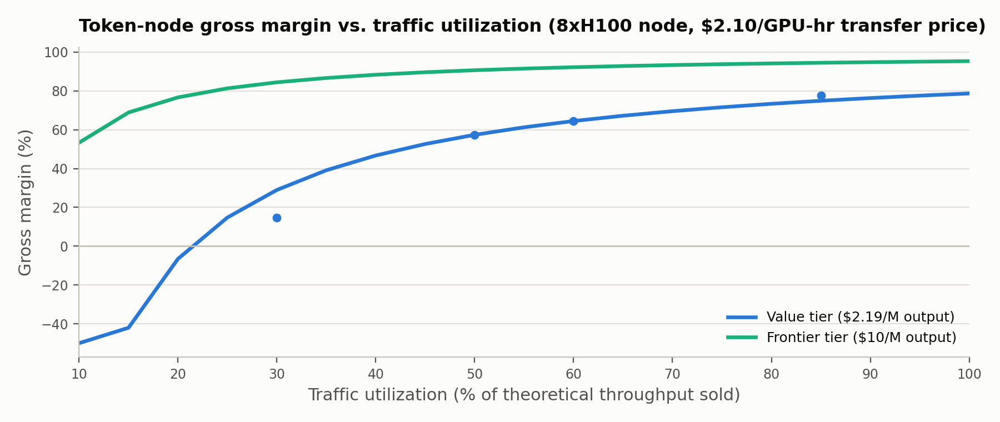 Token-node gross margin vs. traffic utilization (8xH100 node, $2.10/GPU-hr transfer price)
Gross margin (%)
100
80
60
40
20
0
−20
−40
Value tier ($2.19/M output)
Frontier tier ($10/M output)
10 20 30 40 50 60 70 80 90 100
Traffic utilization (% of theoretical throughput sold)